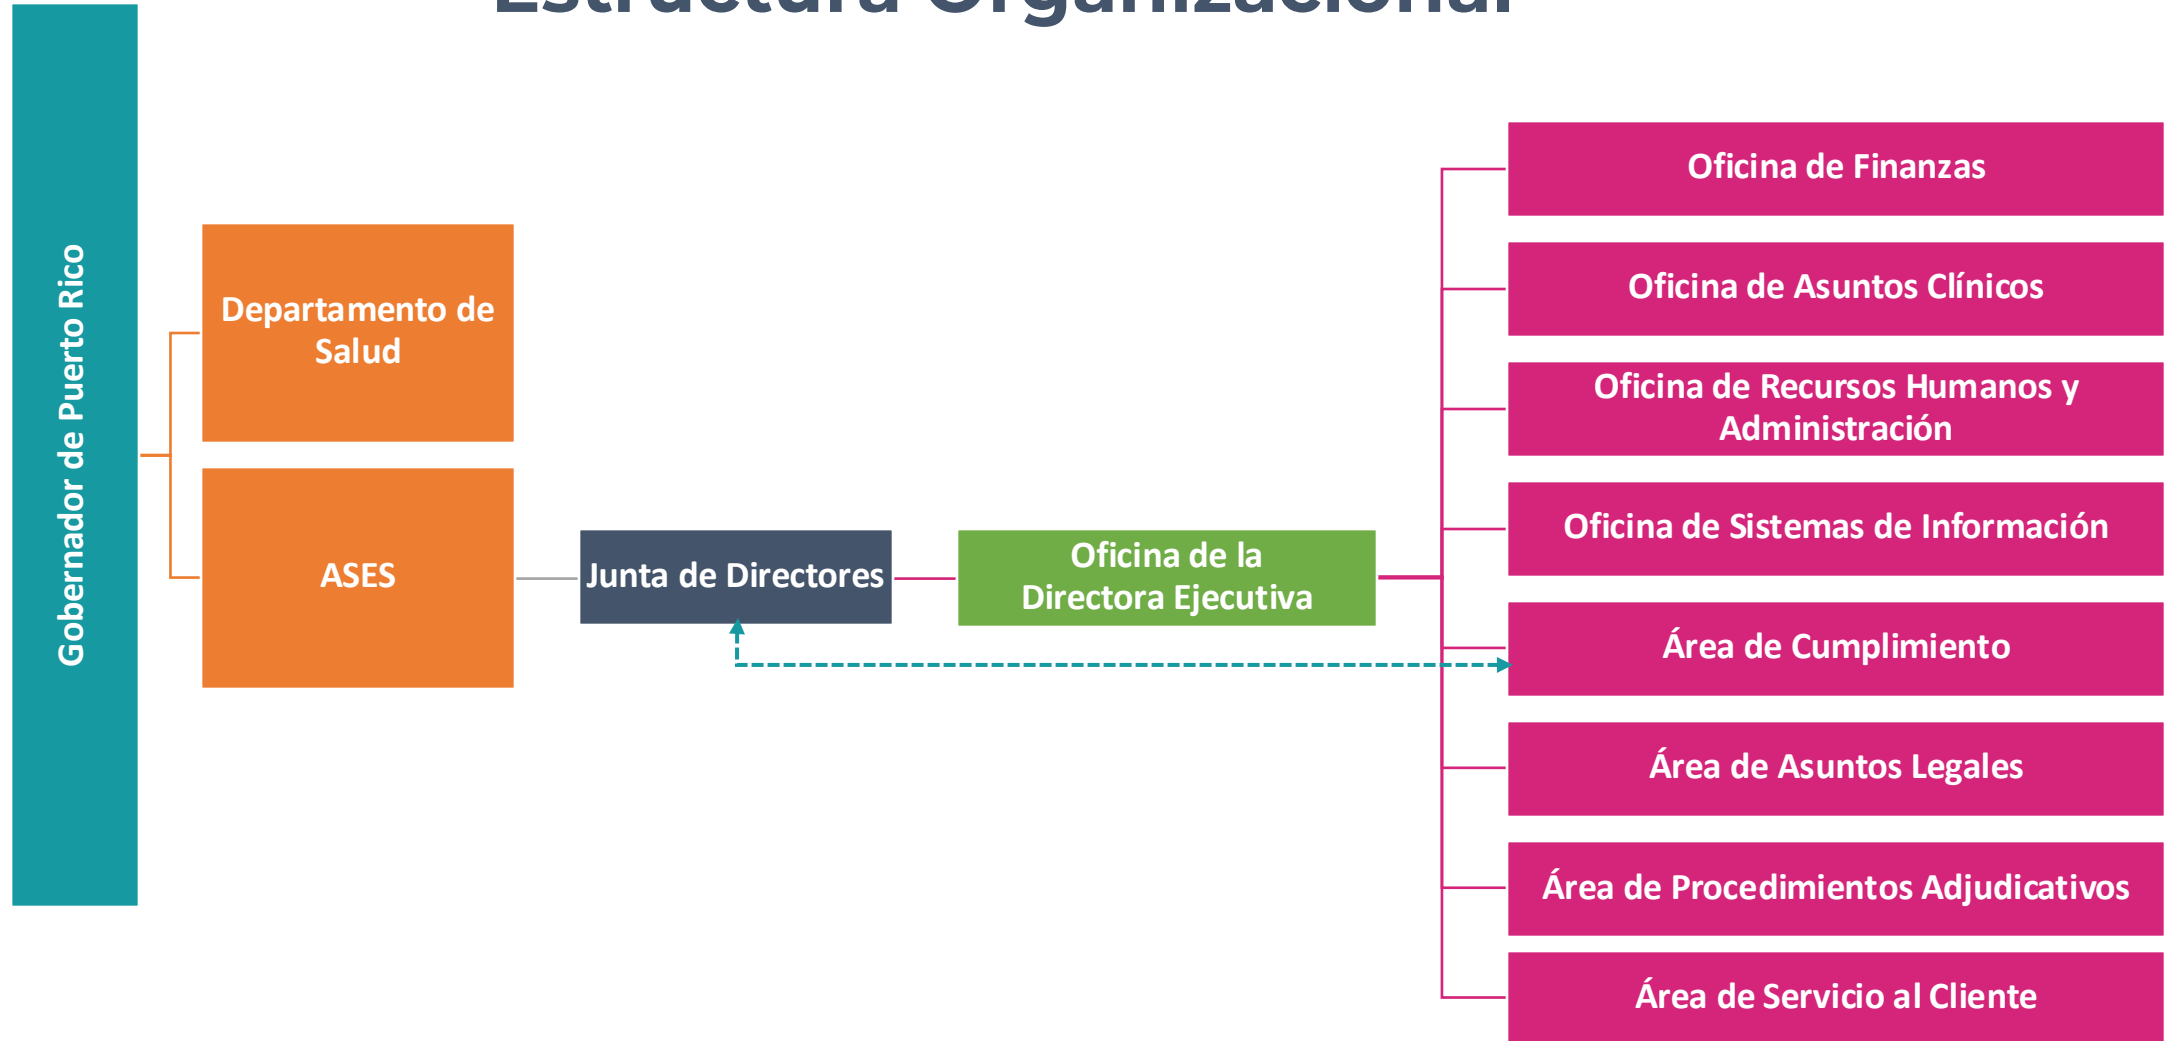 Estructura Organizacional
Gobernador de Puerto Rico
Departamento de
Salud
ASES
Junta de Directores
Oficina de la
Directora Ejecutiva
Oficina de Finanzas
Oficina de Asuntos Clínicos
Oficina de Recursos Humanos y
Administración
Oficina de Sistemas de Información
Área de Cumplimiento
Área de Asuntos Legales
Área de Procedimientos Adjudicativos
Área de Servicio al Cliente